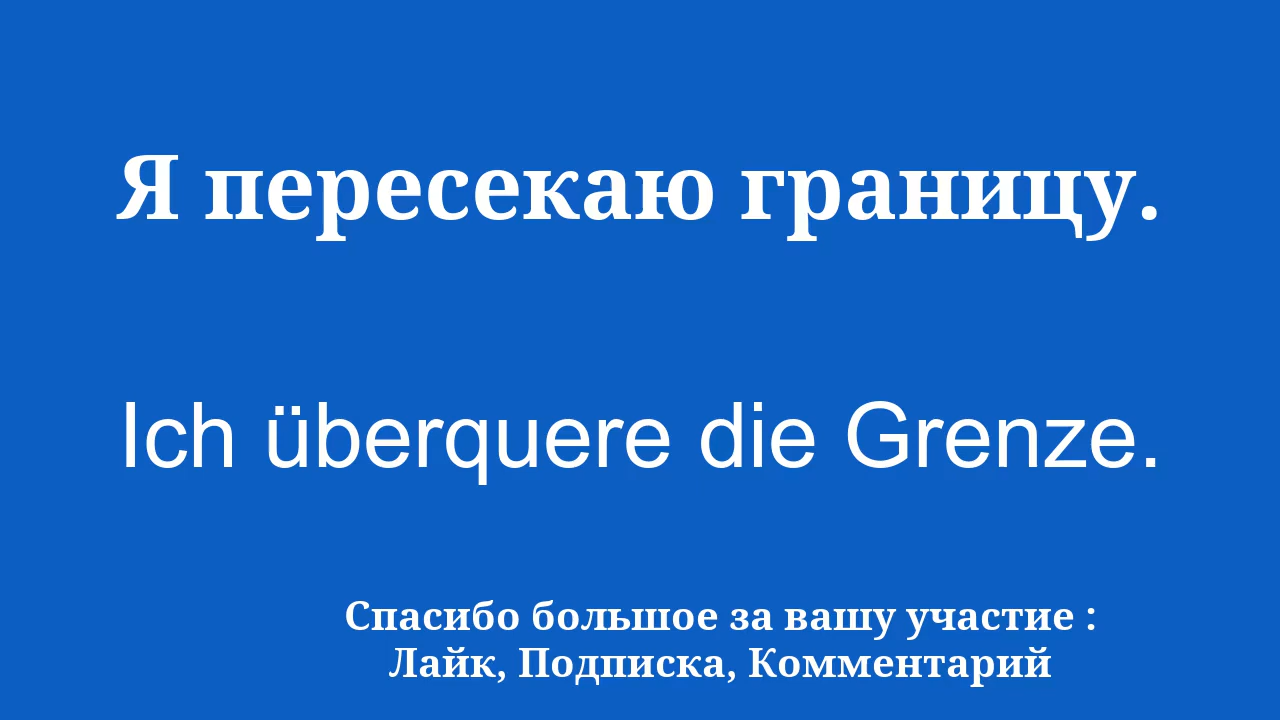 Я пересекаю границу.
Ich überquere die Grenze.
Спасибо большое за вашу участие :
Лайк, Подписка, Комментарий